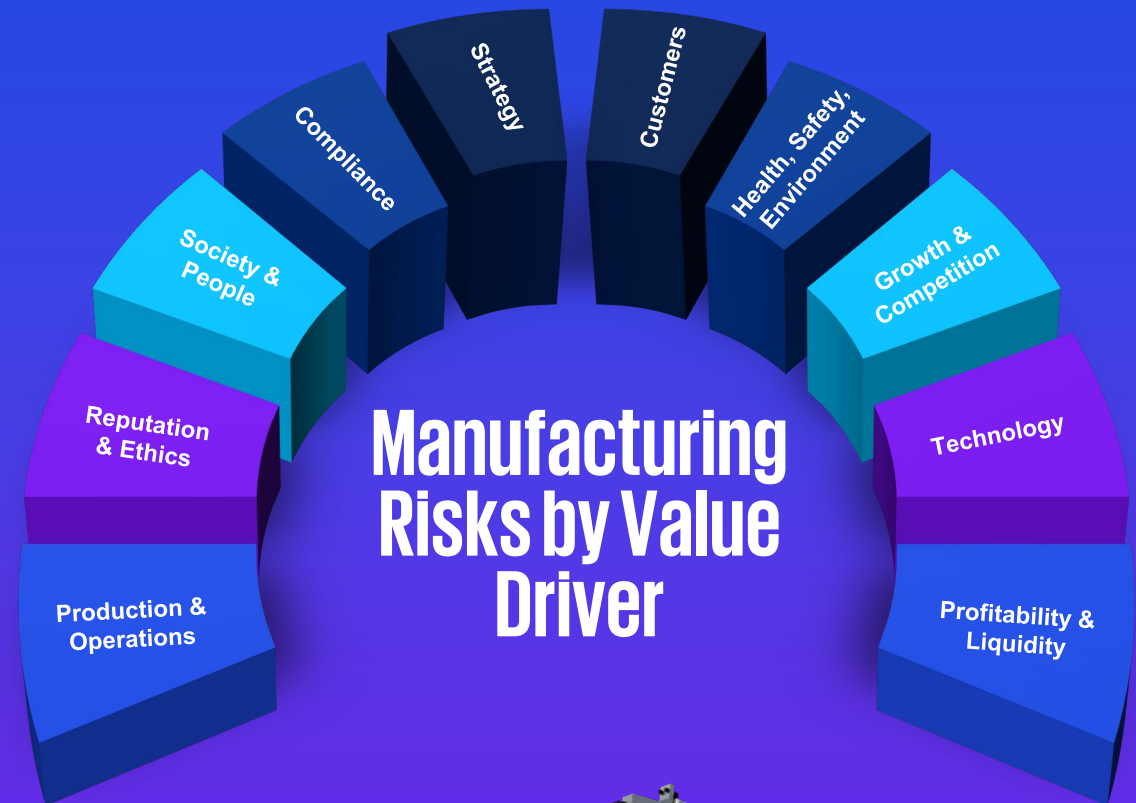 Production &
Operations
Reputation
& Ethics
Society &
People
Compliance
Strategy
Customers
Health, Safety,
Environment
Growth &
Competition
Technology
Profitability &
Liquidity
Manufacturing
Risks by Value
Driver